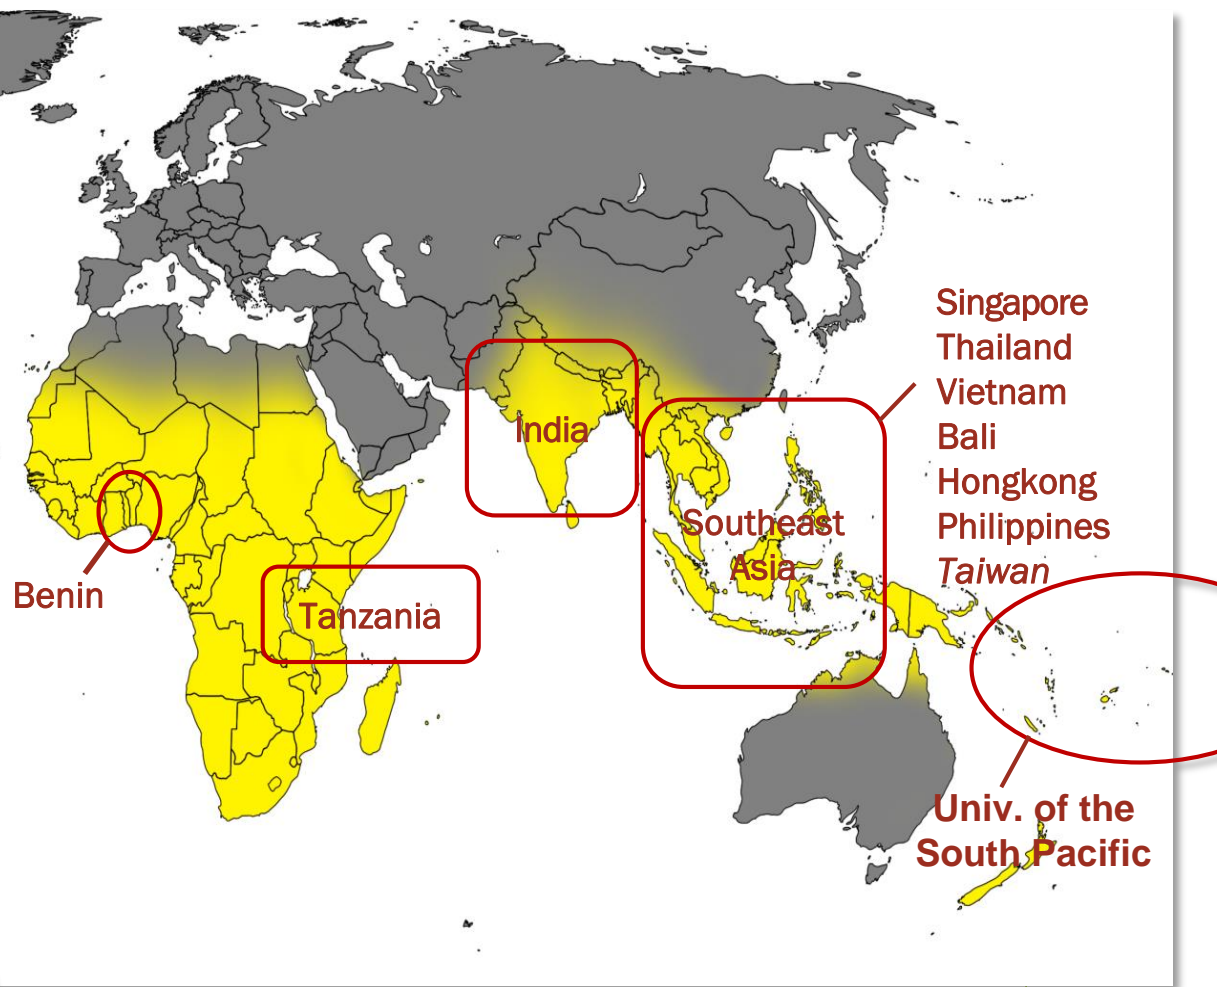 Singapore
Thailand
Vietnam
Bali
Hongkong
Philippines
Taiwan
India
Southeast
Asia
Benin
Tanzania
Univ. of the
South Pacific